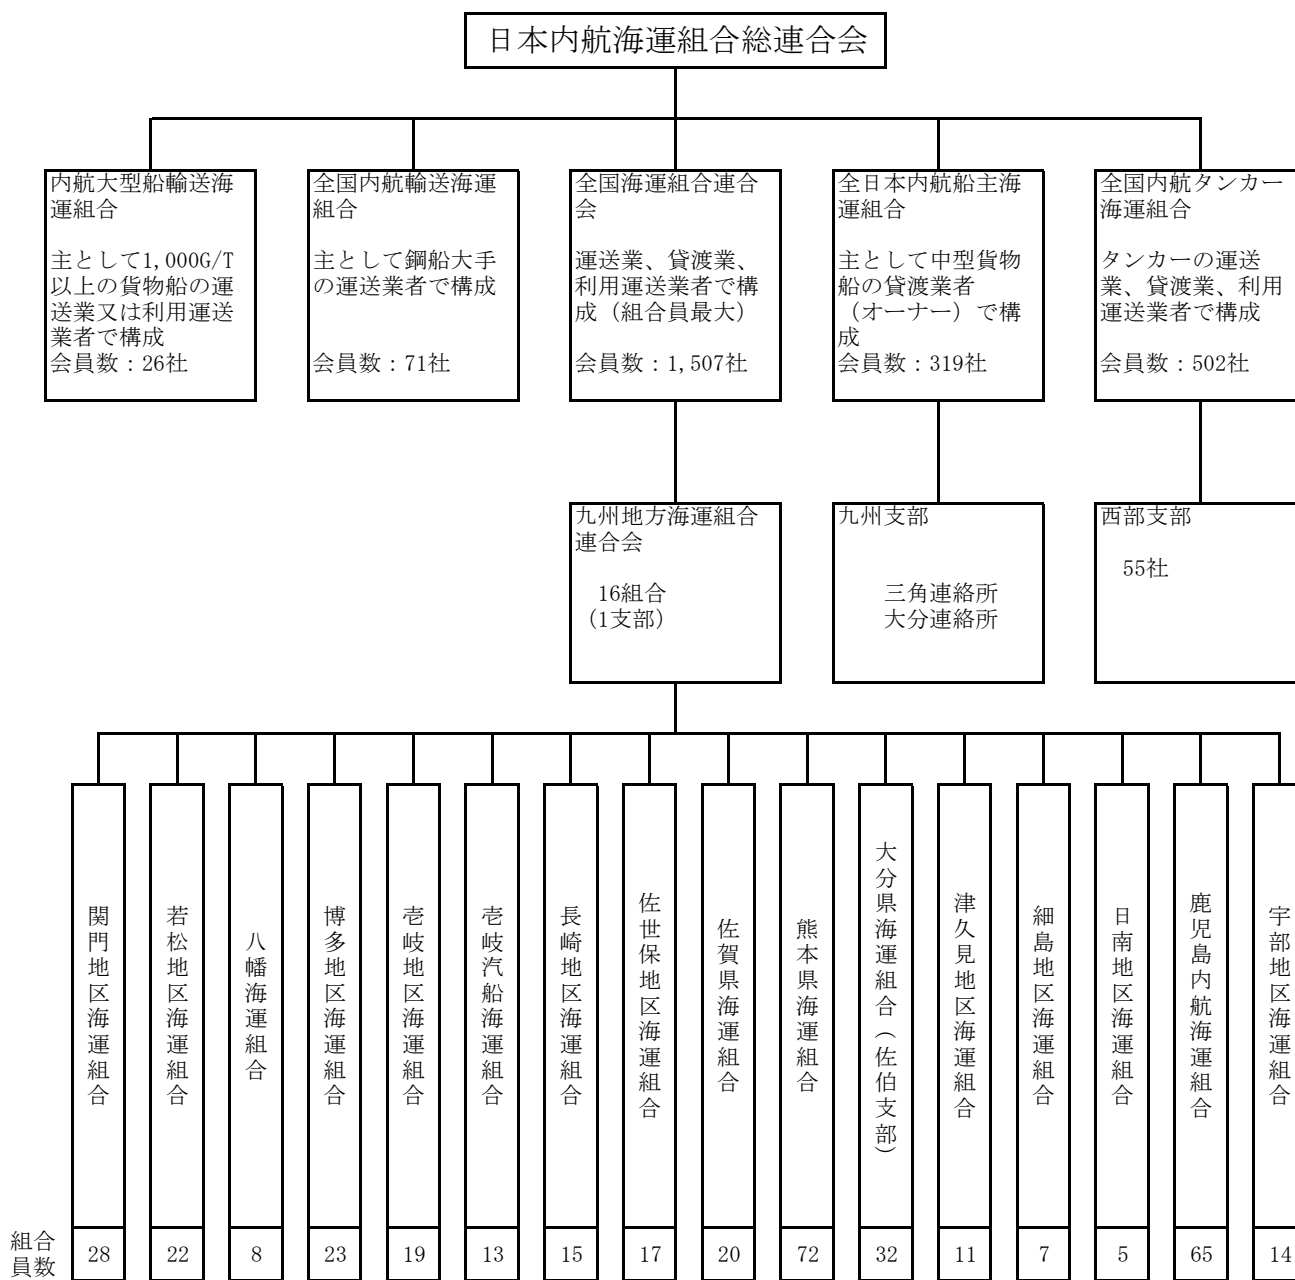 日本内航海運組合総連合会
内航大型船輸送海
運組合
主として1,000G/T
以上の貨物船の運
送業又は利用運送
業者で構成
会員数：26社
全国内航輸送海運
組合
主として鋼船大手
の運送業者で構成
会員数：71社
全国海運組合連合
会
運送業、貸渡業、
利用運送業者で構
成（組合員最大）
会員数：1,507社
全日本内航船主海
運組合
主として中型貨物
船の貸渡業者
（オーナー）で構
成
会員数：319社
全国内航タンカー
海運組合
タンカーの運送
業、貸渡業、利用
運送業者で構成
会員数：502社
九州地方海運組合
連合会
16組合
（1支部）
九州支部
三角連絡所
大分連絡所
西部支部
55社
関門地区海運組合
若松地区海運組合
八幡海運組合
博多地区海運組合
壱岐地区海運組合
壱岐汽船海運組合
長崎地区海運組合
佐世保地区海運組合
佐賀県海運組合
熊本県海運組合
大分県海運組合（佐伯支部）
津久見地区海運組合
細島地区海運組合
日南地区海運組合
鹿児島内航海運組合
宇部地区海運組合
組合
員数
28
22
8
23
19
13
15
17
20
72
32
11
7
5
65
14